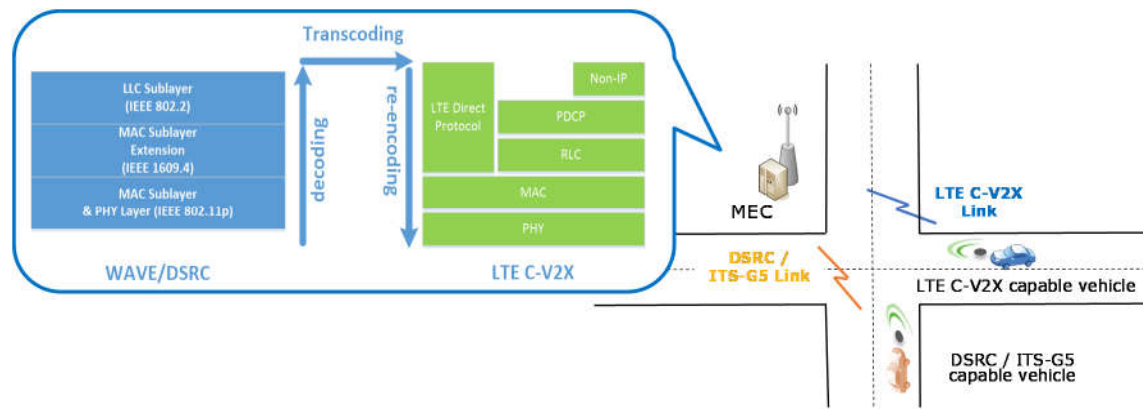 Transcoding
LLC Sublayer
(IEEE 802.2)
MAC Sublayer
Extension
(IEEE 1609.4)
MAC Sublayer
& PHY Layer (IEEE 802.11p)
decoding
re-encoding
LTE Direct
Protocol
Non-IP
PDCP
RLC
MAC
PHY
WAVE/DSRC
LTE C-V2X
MEC
LTE C-V2X
Link
DSRC /
ITS-G5 Link
LTE C-V2X capable vehicle
DSRC / ITS-G5
capable vehicle